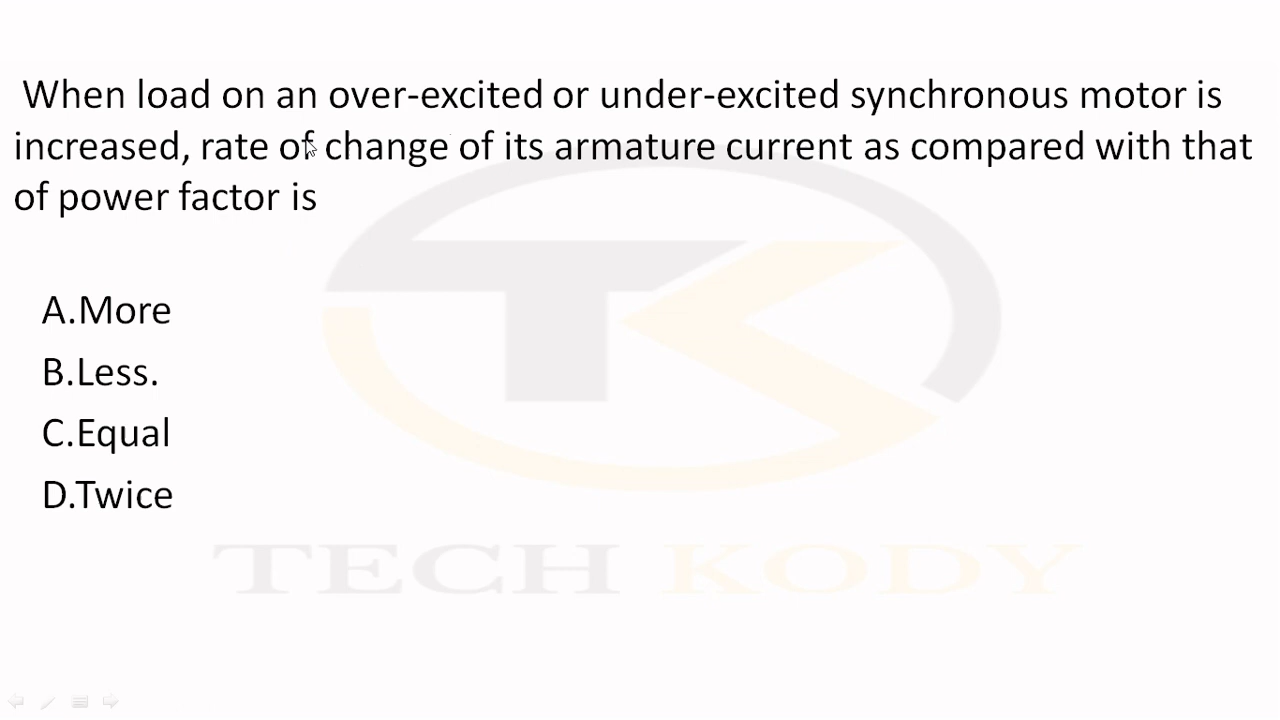 When load on an over-excited or under-excited synchronous motor is
increased, rate of change of its armature current as compared with that
of power factor is
A.More
B.Less.
C.Equal
D.Twice
TECH KODY